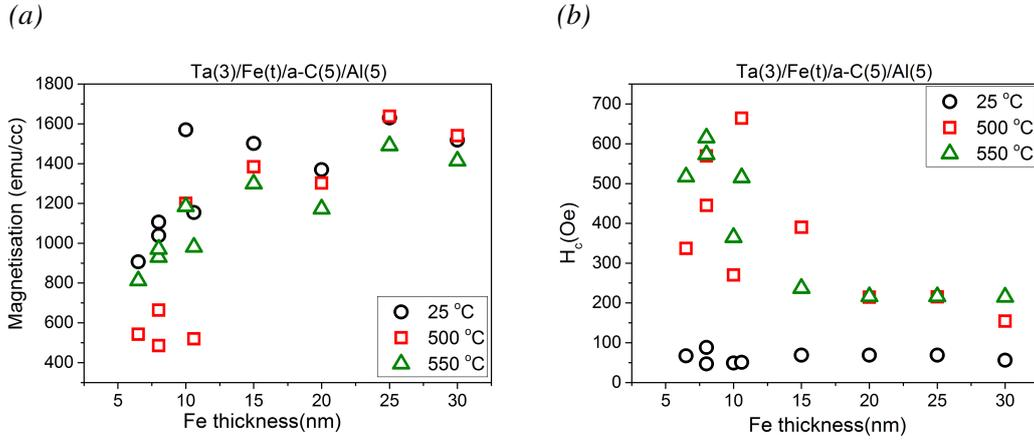 (a)
(b)
Ta(3)/Fe(t)/a-C(5)/Al(5)
1800
1600
1400
1200
1000
800
600
400
Magnetisation (emu/cc)
25 °C
500 °C
550 °C
5 10 15 20 25 30
Fe thickness(nm)
Ta(3)/Fe(t)/a-C(5)/Al(5)
700
600
500
400
300
200
100
0
H_c(Oe)
25 °C
500 °C
550 °C
5 10 15 20 25 30
Fe thickness(nm)